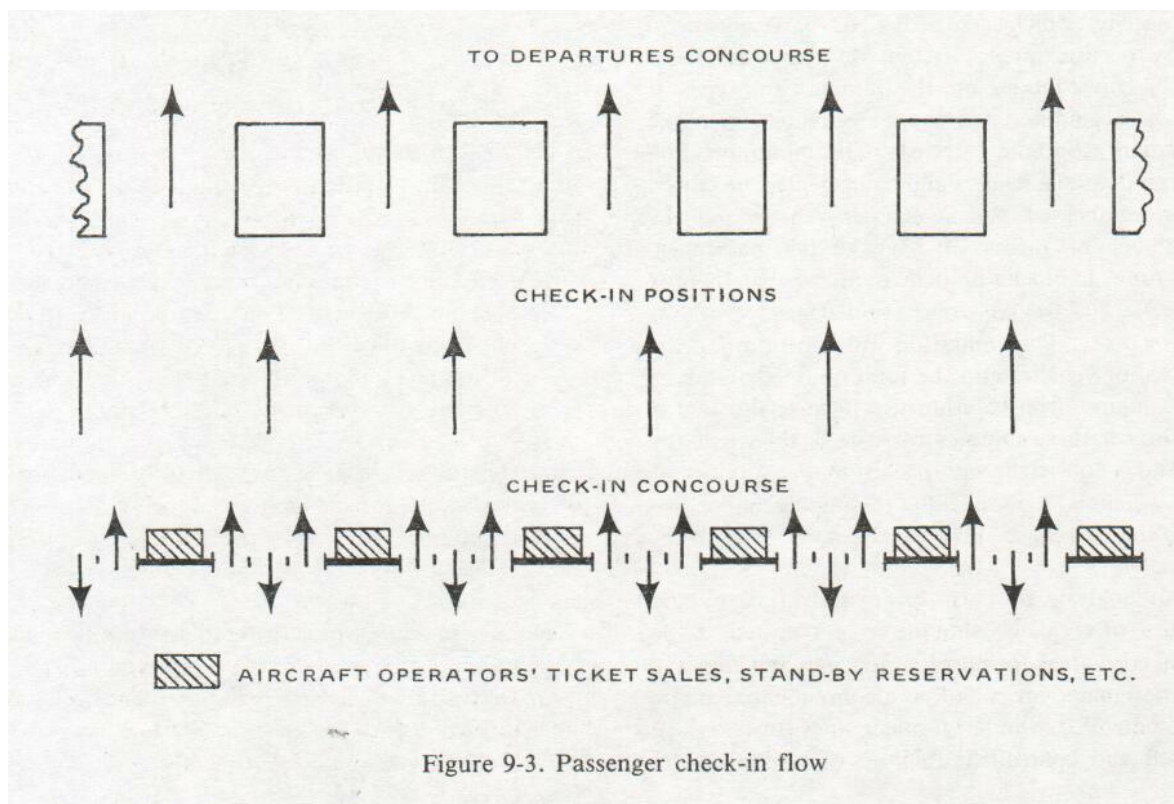 TO DEPARTURES CONCOURSE
CHECK-IN POSITIONS
CHECK-IN CONCOURSE
AIRCRAFT OPERATORS' TICKET SALES, STAND-BY RESERVATIONS, ETC.
Figure 9-3. Passenger check-in flow